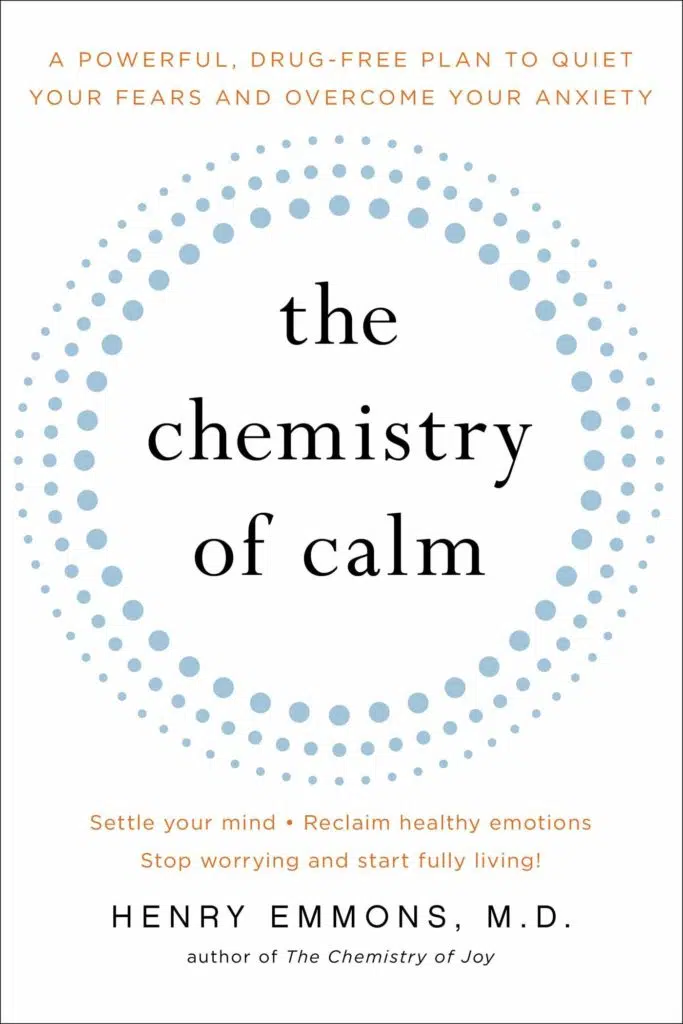 A POWERFUL, DRUG-FREE PLAN TO QUIET
YOUR FEARS AND OVERCOME YOUR ANXIETY
the
chemistry
of calm
Settle your mind • Reclaim healthy emotions
Stop worrying and start fully living!
HENRY EMMONS, M.D.
author of The Chemistry of Joy